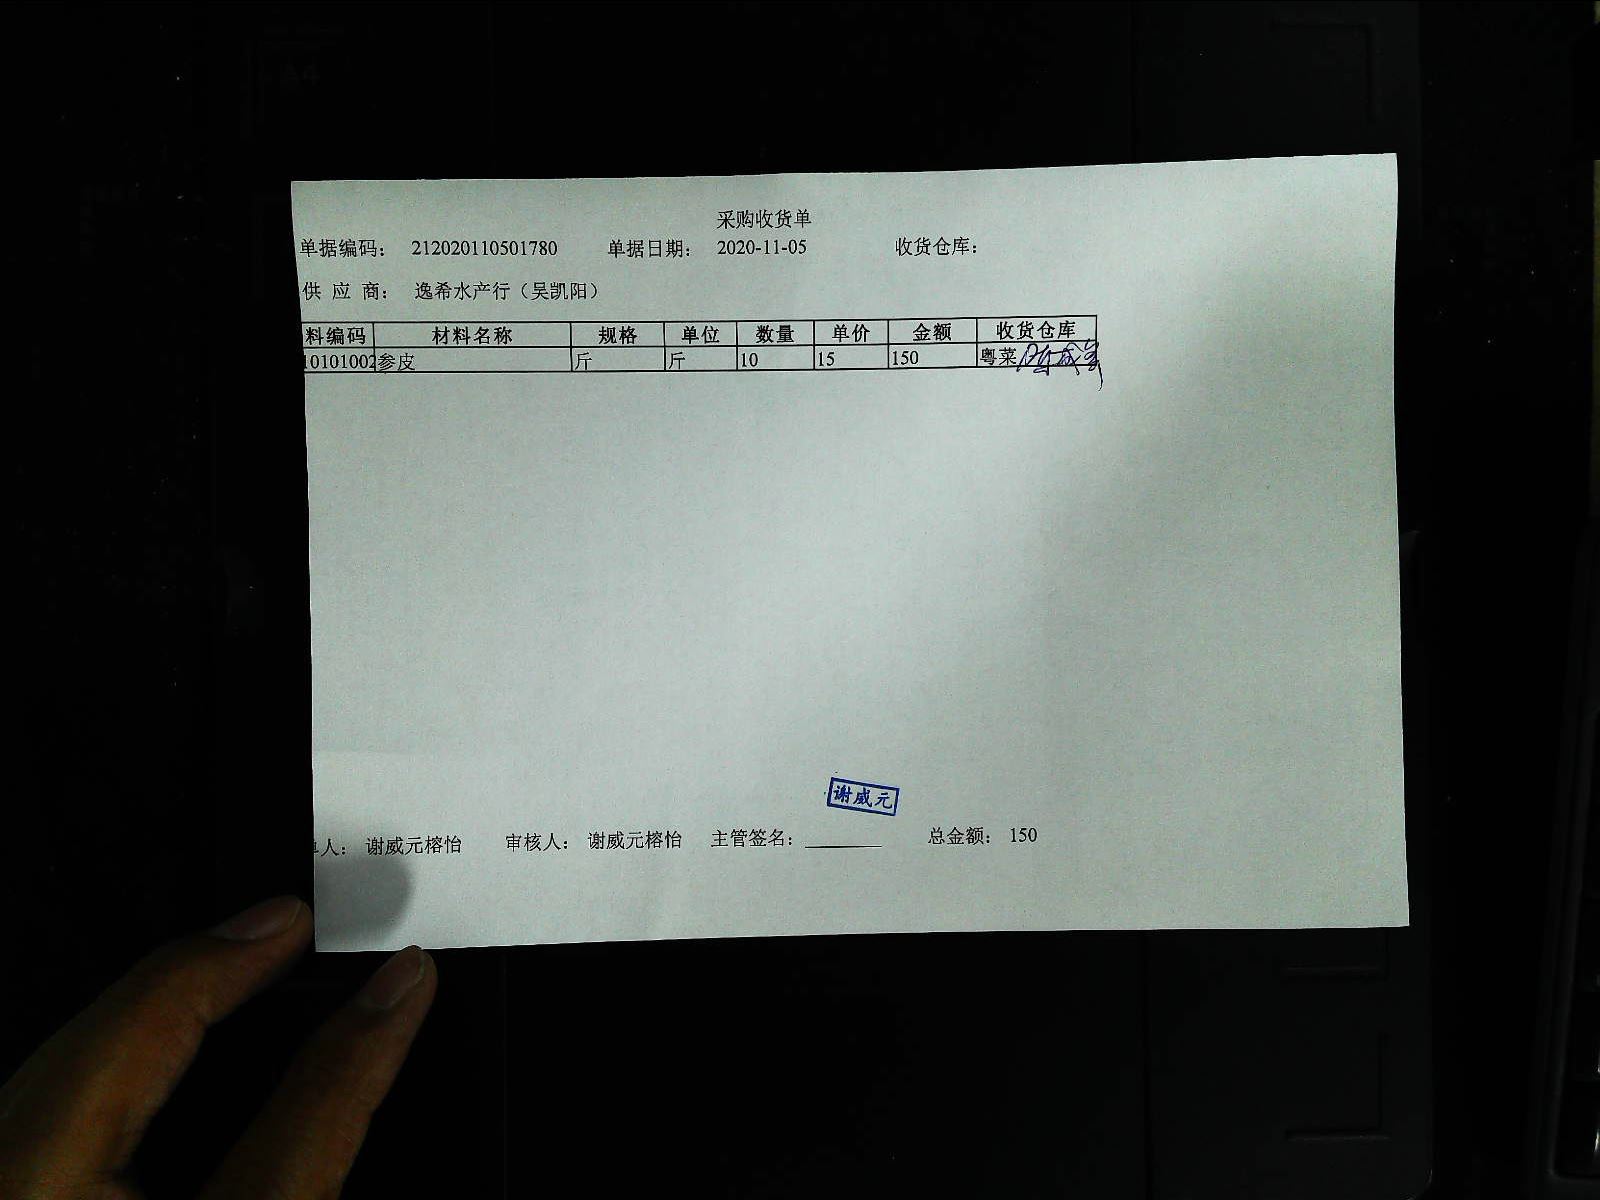 采购收货单
单据编码: 212020110501780 单据日期: 2020-11-05 收货仓库:
供 应 商: 逸希水产行（吴凯阳）
料编码 材料名称 规格 单位 数量 单价 金额 收货仓库
10101002 参皮 斤 斤 10 15 150 粤菜
谢威元
单人: 谢威元榕怡 审核人: 谢威元榕怡 主管签名: 总金额: 150